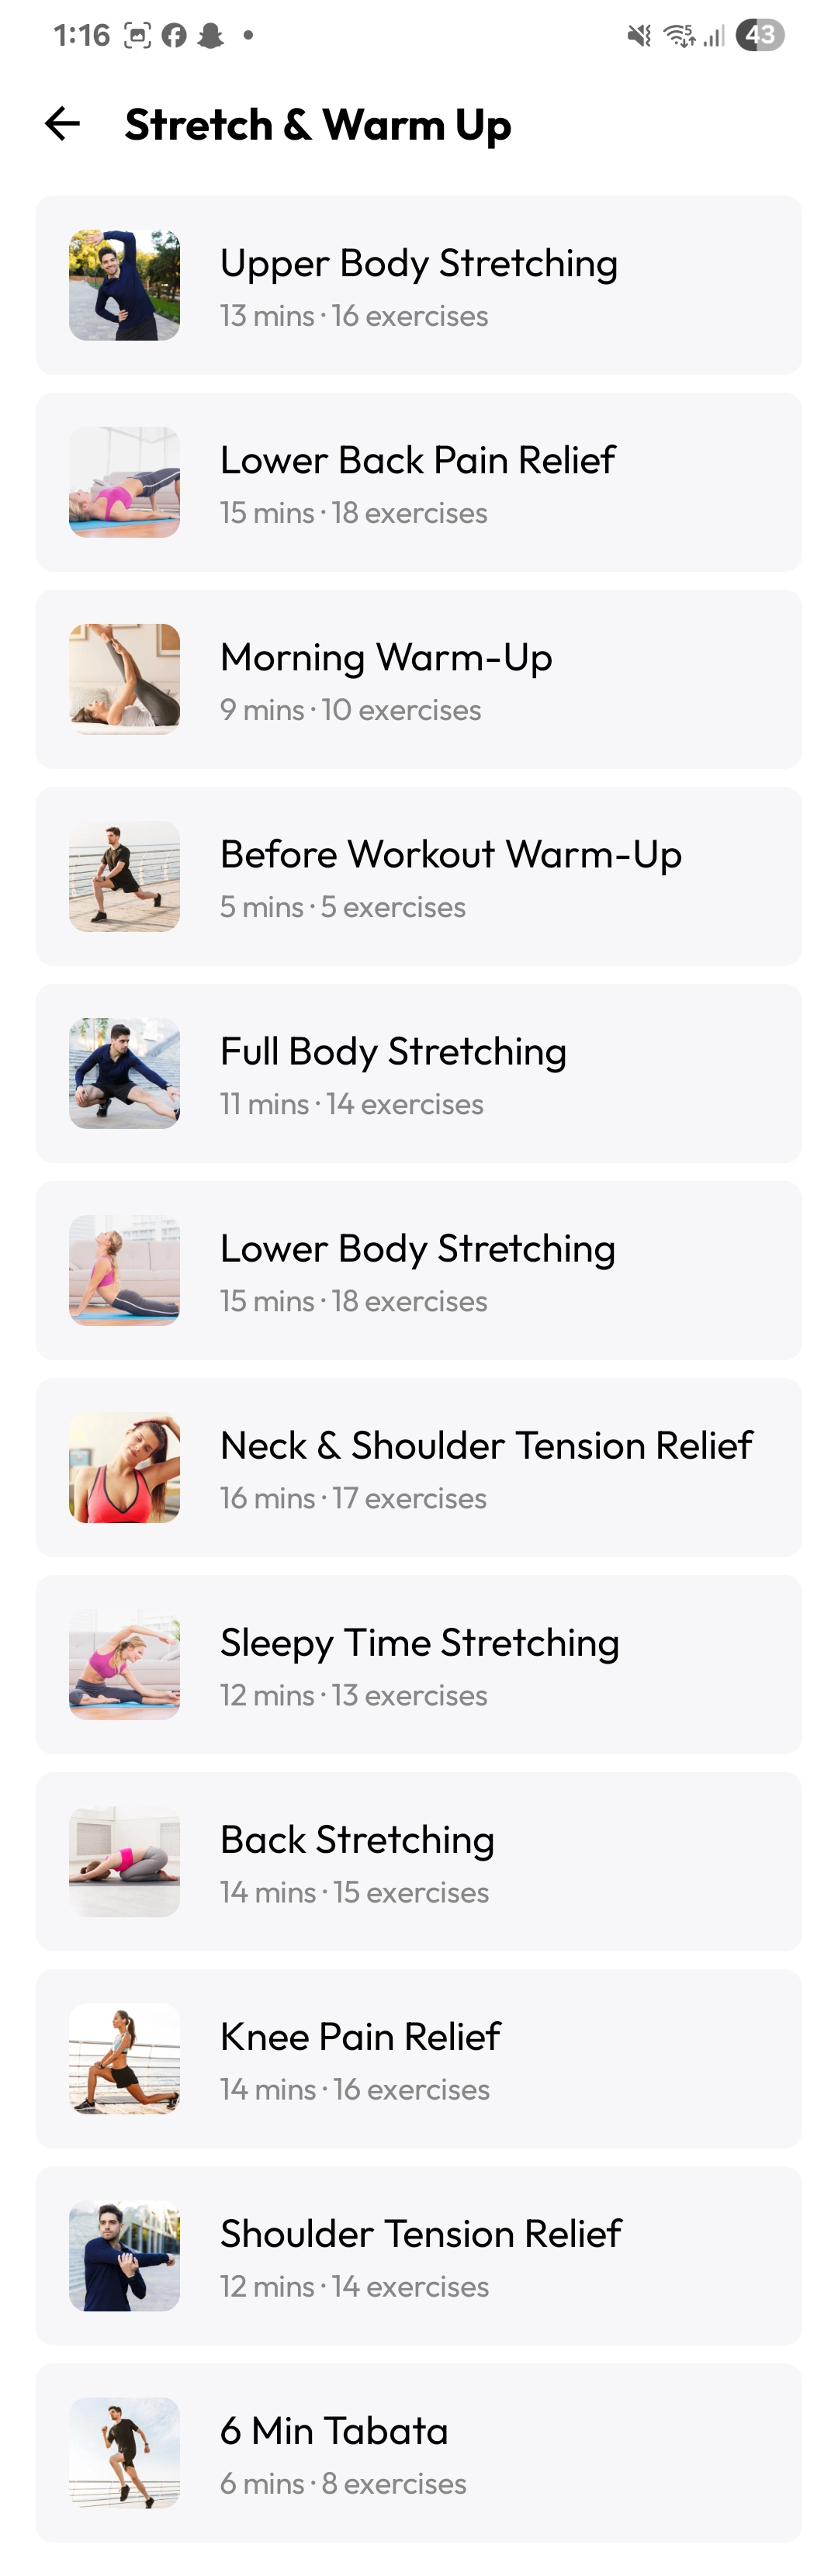 1:16
43
Stretch & Warm Up
Upper Body Stretching
13 mins · 16 exercises
Lower Back Pain Relief
15 mins · 18 exercises
Morning Warm-Up
9 mins · 10 exercises
Before Workout Warm-Up
5 mins · 5 exercises
Full Body Stretching
11 mins · 14 exercises
Lower Body Stretching
15 mins · 18 exercises
Neck & Shoulder Tension Relief
16 mins · 17 exercises
Sleepy Time Stretching
12 mins · 13 exercises
Back Stretching
14 mins · 15 exercises
Knee Pain Relief
14 mins · 16 exercises
Shoulder Tension Relief
12 mins · 14 exercises
6 Min Tabata
6 mins · 8 exercises